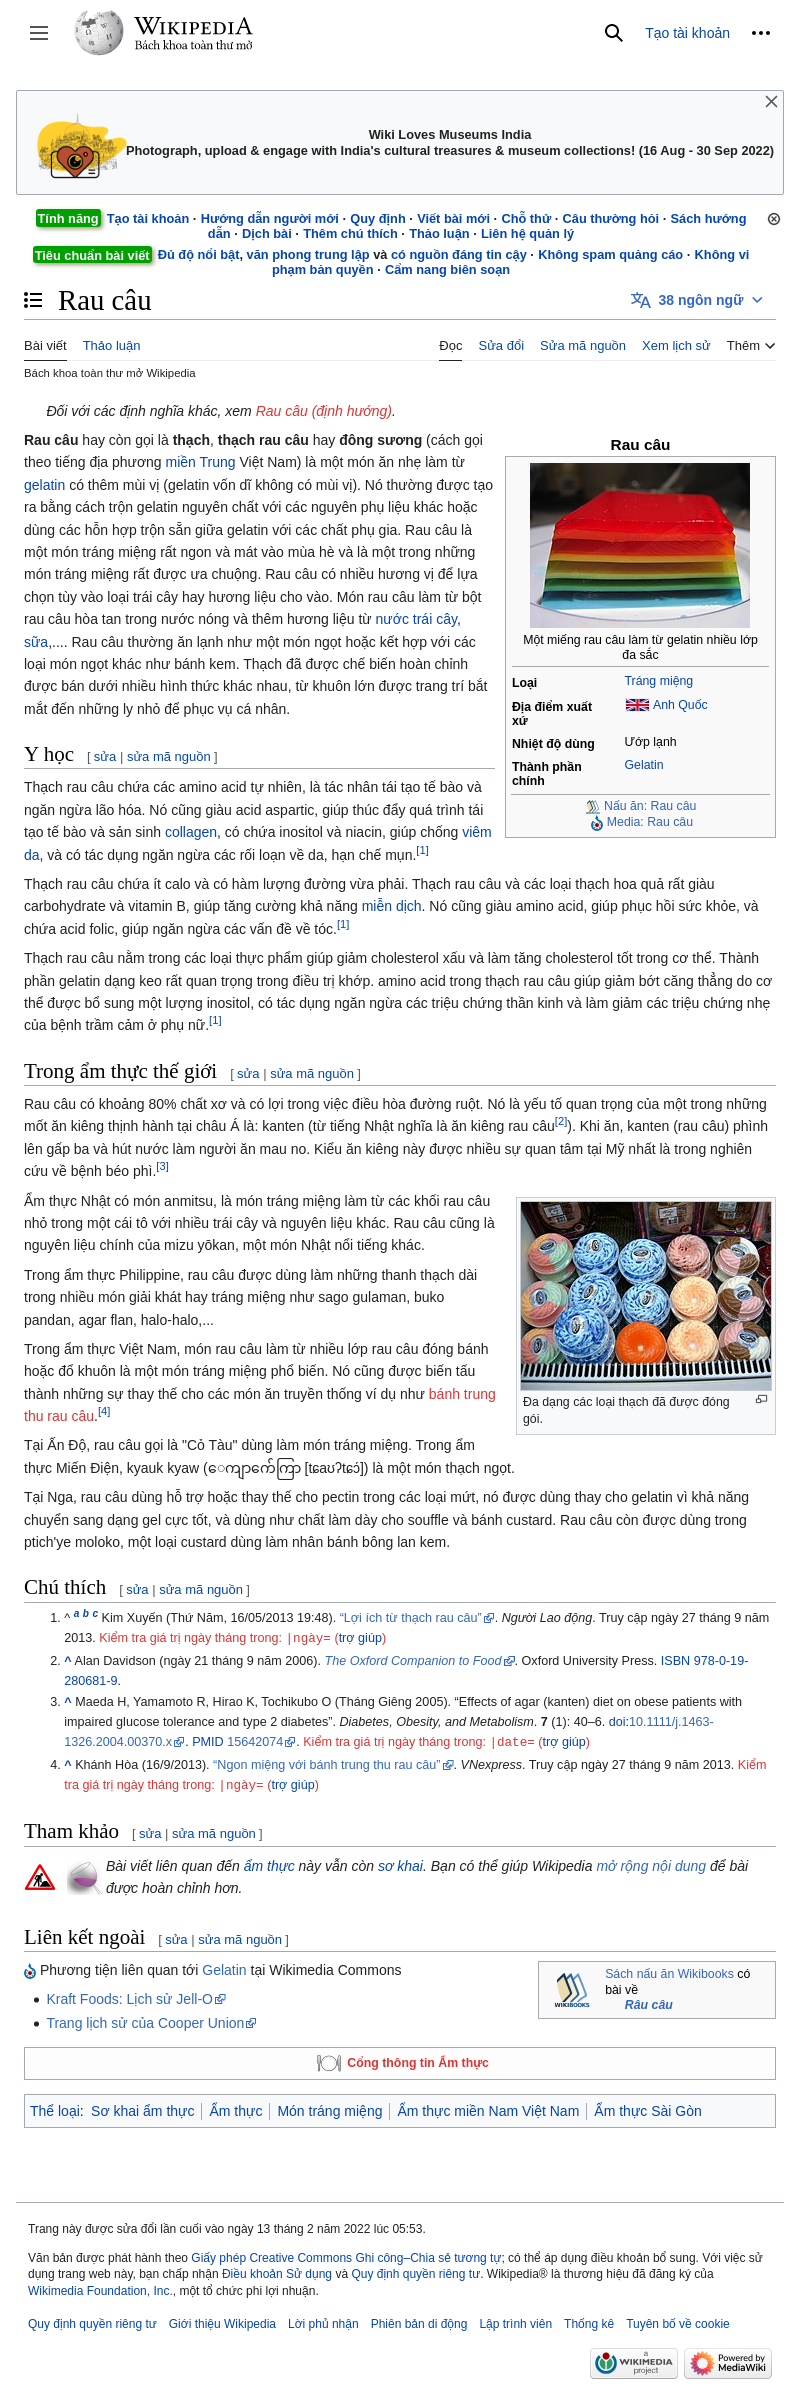 WIKIPEDIA
Bách khoa toàn thư mở
Tạo tài khoản
Wiki Loves Museums India
Photograph, upload & engage with India's cultural treasures & museum collections! (16 Aug - 30 Sep 2022)
Tính năng Tạo tài khoản · Hướng dẫn người mới · Quy định · Viết bài mới · Chỗ thử · Câu thường hỏi · Sách hướng
dẫn · Dịch bài · Thêm chú thích · Thảo luận · Liên hệ quản lý
Tiêu chuẩn bài viết Đủ độ nổi bật, văn phong trung lập và có nguồn đáng tin cậy · Không spam quảng cáo · Không vi
phạm bản quyền · Cẩm nang biên soạn
Rau câu
38 ngôn ngữ
Bài viết Thảo luận Đọc Sửa đổi Sửa mã nguồn Xem lịch sử Thêm
Bách khoa toàn thư mở Wikipedia
Đối với các định nghĩa khác, xem Rau câu (định hướng).
Rau câu hay còn gọi là thạch, thạch rau câu hay đông sương (cách gọi
theo tiếng địa phương miền Trung Việt Nam) là một món ăn nhẹ làm từ
gelatin có thêm mùi vị (gelatin vốn dĩ không có mùi vị). Nó thường được tạo
ra bằng cách trộn gelatin nguyên chất với các nguyên phụ liệu khác hoặc
dùng các hỗn hợp trộn sẵn giữa gelatin với các chất phụ gia. Rau câu là
một món tráng miệng rất ngon và mát vào mùa hè và là một trong những
món tráng miệng rất được ưa chuộng. Rau câu có nhiều hương vị để lựa
chọn tùy vào loại trái cây hay hương liệu cho vào. Món rau câu làm từ bột
rau câu hòa tan trong nước nóng và thêm hương liệu từ nước trái cây,
sữa,.... Rau câu thường ăn lạnh như một món ngọt hoặc kết hợp với các
loại món ngọt khác như bánh kem. Thạch đã được chế biến hoàn chỉnh
được bán dưới nhiều hình thức khác nhau, từ khuôn lớn được trang trí bắt
mắt đến những ly nhỏ để phục vụ cá nhân.
Rau câu
Một miếng rau câu làm từ gelatin nhiều lớp
đa sắc
Loại Tráng miệng
Địa điểm xuất
xứ Anh Quốc
Nhiệt độ dùng Ướp lạnh
Thành phần
chính Gelatin
Nấu ăn: Rau câu
Media: Rau câu
Y học [ sửa | sửa mã nguồn ]
Thạch rau câu chứa các amino acid tự nhiên, là tác nhân tái tạo tế bào và
ngăn ngừa lão hóa. Nó cũng giàu acid aspartic, giúp thúc đẩy quá trình tái
tạo tế bào và sản sinh collagen, có chứa inositol và niacin, giúp chống viêm
da, và có tác dụng ngăn ngừa các rối loạn về da, hạn chế mụn.[1]
Thạch rau câu chứa ít calo và có hàm lượng đường vừa phải. Thạch rau câu và các loại thạch hoa quả rất giàu
carbohydrate và vitamin B, giúp tăng cường khả năng miễn dịch. Nó cũng giàu amino acid, giúp phục hồi sức khỏe, và
chứa acid folic, giúp ngăn ngừa các vấn đề về tóc.[1]
Thạch rau câu nằm trong các loại thực phẩm giúp giảm cholesterol xấu và làm tăng cholesterol tốt trong cơ thể. Thành
phần gelatin dạng keo rất quan trọng trong điều trị khớp. amino acid trong thạch rau câu giúp giảm bớt căng thẳng do cơ
thể được bổ sung một lượng inositol, có tác dụng ngăn ngừa các triệu chứng thần kinh và làm giảm các triệu chứng nhẹ
của bệnh trầm cảm ở phụ nữ.[1]
Trong ẩm thực thế giới [ sửa | sửa mã nguồn ]
Rau câu có khoảng 80% chất xơ và có lợi trong việc điều hòa đường ruột. Nó là yếu tố quan trọng của một trong những
mốt ăn kiêng thịnh hành tại châu Á là: kanten (từ tiếng Nhật nghĩa là ăn kiêng rau câu[2]). Khi ăn, kanten (rau câu) phình
lên gấp ba và hút nước làm người ăn mau no. Kiểu ăn kiêng này được nhiều sự quan tâm tại Mỹ nhất là trong nghiên
cứu về bệnh béo phì.[3]
Ẩm thực Nhật có món anmitsu, là món tráng miệng làm từ các khối rau câu
nhỏ trong một cái tô với nhiều trái cây và nguyên liệu khác. Rau câu cũng là
nguyên liệu chính của mizu yōkan, một món Nhật nổi tiếng khác.
Trong ẩm thực Philippine, rau câu được dùng làm những thanh thạch dài
trong nhiều món giải khát hay tráng miệng như sago gulaman, buko
pandan, agar flan, halo-halo,...
Trong ẩm thực Việt Nam, món rau câu làm từ nhiều lớp rau câu đóng bánh
hoặc đổ khuôn là một món tráng miệng phổ biến. Nó cũng được biến tấu
thành những sự thay thế cho các món ăn truyền thống ví dụ như bánh trung
thu rau câu.[4]
Đa dạng các loại thạch đã được đóng
gói.
Tại Ấn Độ, rau câu gọi là "Cỏ Tàu" dùng làm món tráng miệng. Trong ẩm
thực Miến Điện, kyauk kyaw (ကျောက်ကြော [tɕaʊʔtɕɔ́]) là một món thạch ngọt.
Tại Nga, rau câu dùng hỗ trợ hoặc thay thế cho pectin trong các loại mứt, nó được dùng thay cho gelatin vì khả năng
chuyển sang dạng gel cực tốt, và dùng như chất làm dày cho souffle và bánh custard. Rau câu còn được dùng trong
ptich'ye moloko, một loại custard dùng làm nhân bánh bông lan kem.
Chú thích [ sửa | sửa mã nguồn ]
1. ^ a b c Kim Xuyến (Thứ Năm, 16/05/2013 19:48). “Lợi ích từ thạch rau câu”. Người Lao động. Truy cập ngày 27 tháng 9 năm
2013. Kiểm tra giá trị ngày tháng trong: |ngày= (trợ giúp)
2. ^ Alan Davidson (ngày 21 tháng 9 năm 2006). The Oxford Companion to Food. Oxford University Press. ISBN 978-0-19-
280681-9.
3. ^ Maeda H, Yamamoto R, Hirao K, Tochikubo O (Tháng Giêng 2005). “Effects of agar (kanten) diet on obese patients with
impaired glucose tolerance and type 2 diabetes”. Diabetes, Obesity, and Metabolism. 7 (1): 40–6. doi:10.1111/j.1463-
1326.2004.00370.x. PMID 15642074. Kiểm tra giá trị ngày tháng trong: |date= (trợ giúp)
4. ^ Khánh Hòa (16/9/2013). “Ngon miệng với bánh trung thu rau câu”. VNexpress. Truy cập ngày 27 tháng 9 năm 2013. Kiểm
tra giá trị ngày tháng trong: |ngày= (trợ giúp)
Tham khảo [ sửa | sửa mã nguồn ]
Bài viết liên quan đến ẩm thực này vẫn còn sơ khai. Bạn có thể giúp Wikipedia mở rộng nội dung để bài
được hoàn chỉnh hơn.
Liên kết ngoài [ sửa | sửa mã nguồn ]
Phương tiện liên quan tới Gelatin tại Wikimedia Commons
Kraft Foods: Lịch sử Jell-O
Trang lịch sử của Cooper Union
WIKIBOOKS
Sách nấu ăn Wikibooks có
bài về
Râu câu
Cổng thông tin Ẩm thực
Thể loại: Sơ khai ẩm thực | Ẩm thực | Món tráng miệng | Ẩm thực miền Nam Việt Nam | Ẩm thực Sài Gòn
Trang này được sửa đổi lần cuối vào ngày 13 tháng 2 năm 2022 lúc 05:53.
Văn bản được phát hành theo Giấy phép Creative Commons Ghi công–Chia sẻ tương tự; có thể áp dụng điều khoản bổ sung. Với việc sử
dụng trang web này, bạn chấp nhận Điều khoản Sử dụng và Quy định quyền riêng tư. Wikipedia® là thương hiệu đã đăng ký của
Wikimedia Foundation, Inc., một tổ chức phi lợi nhuận.
Quy định quyền riêng tư Giới thiệu Wikipedia Lời phủ nhận Phiên bản di động Lập trình viên Thống kê Tuyên bố về cookie
a WIKIMEDIA project
Powered by MediaWiki